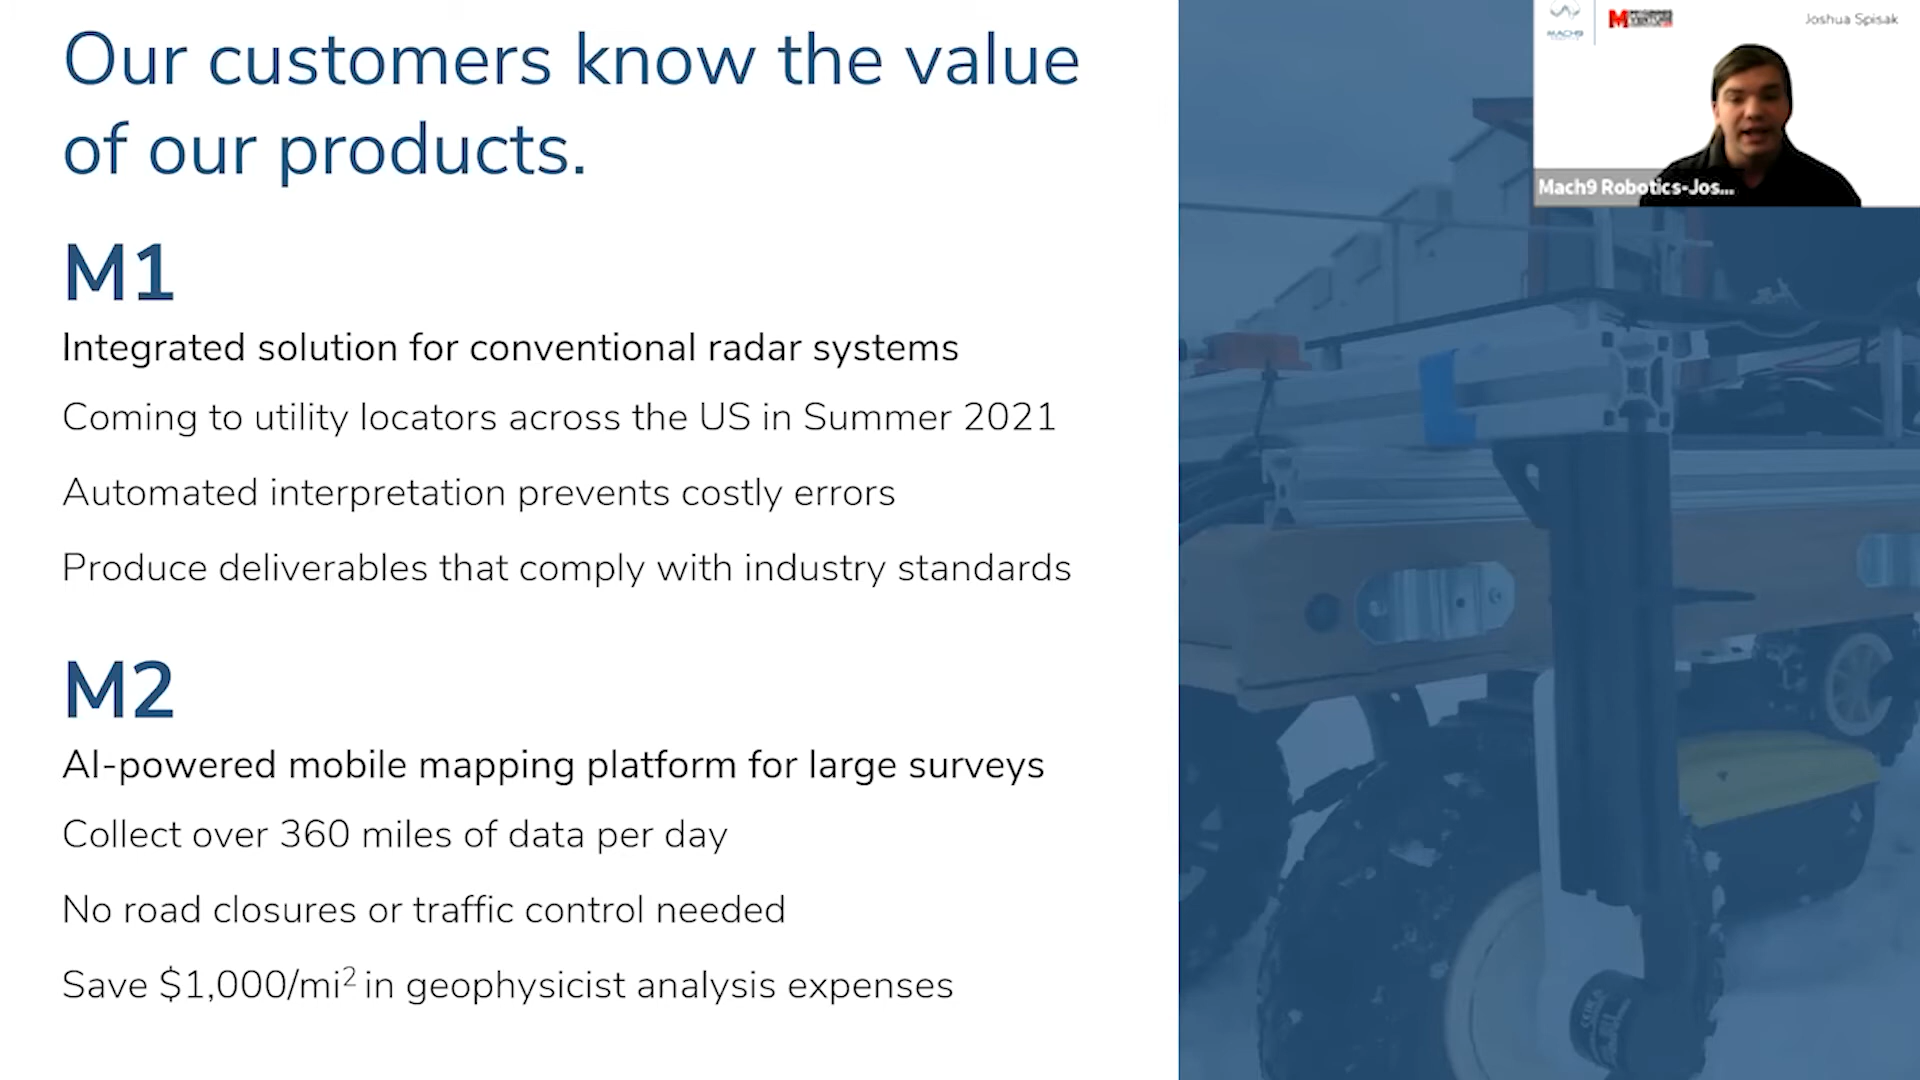 Our customers know the value
of our products.
M1
Integrated solution for conventional radar systems
Coming to utility locators across the US in Summer 2021
Automated interpretation prevents costly errors
Produce deliverables that comply with industry standards
M2
AI-powered mobile mapping platform for large surveys
Collect over 360 miles of data per day
No road closures or traffic control needed
Save $1,000/mi² in geophysicist analysis expenses
MACH9
Joshua Spisak
Mach9 Robotics-Jos...